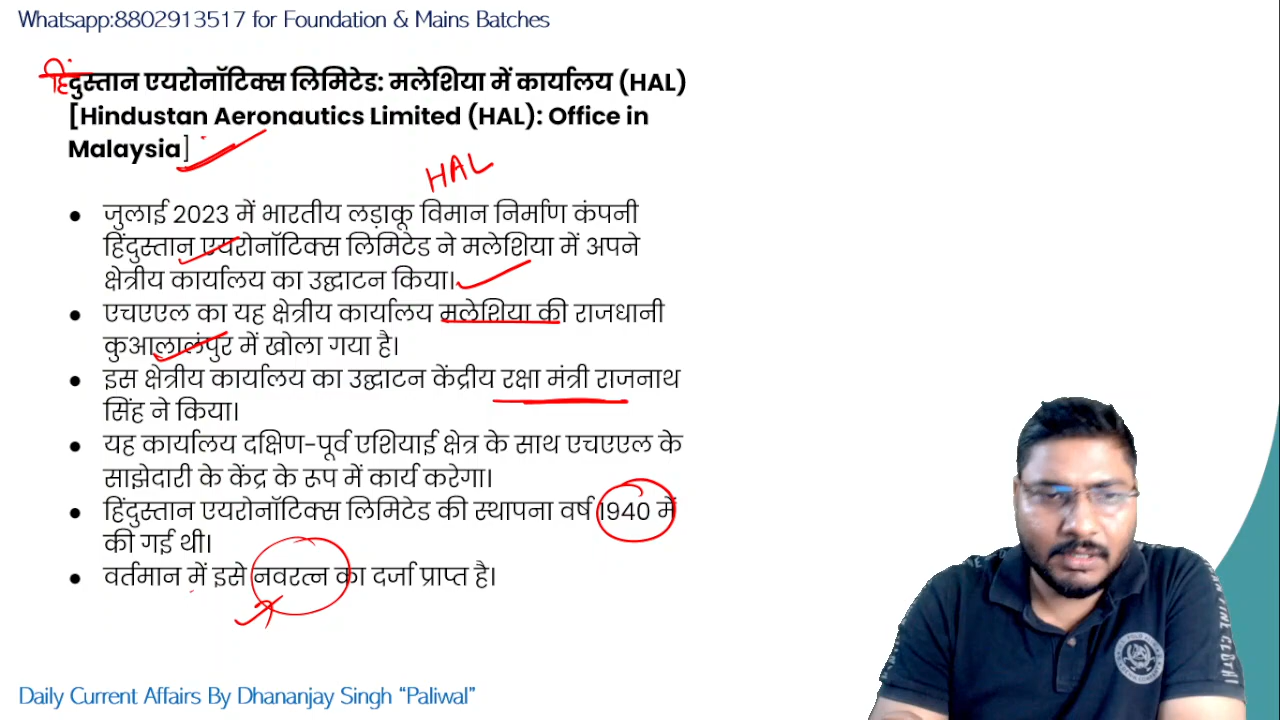 Whatsapp:8802913517 for Foundation & Mains Batches
हिंदुस्तान एयरोनॉटिक्स लिमिटेड: मलेशिया में कार्यालय (HAL)
[Hindustan Aeronautics Limited (HAL): Office in
Malaysia]
HAL
• जुलाई 2023 में भारतीय लड़ाकू विमान निर्माण कंपनी
हिंदुस्तान एयरोनॉटिक्स लिमिटेड ने मलेशिया में अपने
क्षेत्रीय कार्यालय का उद्घाटन किया।
• एचएएल का यह क्षेत्रीय कार्यालय मलेशिया की राजधानी
कुआलालंपुर में खोला गया है।
• इस क्षेत्रीय कार्यालय का उद्घाटन केंद्रीय रक्षा मंत्री राजनाथ
सिंह ने किया।
• यह कार्यालय दक्षिण-पूर्व एशियाई क्षेत्र के साथ एचएएल के
साझेदारी के केंद्र के रूप में कार्य करेगा।
• हिंदुस्तान एयरोनॉटिक्स लिमिटेड की स्थापना वर्ष 1940 में
की गई थी।
• वर्तमान में इसे नवरत्न का दर्जा प्राप्त है।
Daily Current Affairs By Dhananjay Singh “Paliwal”